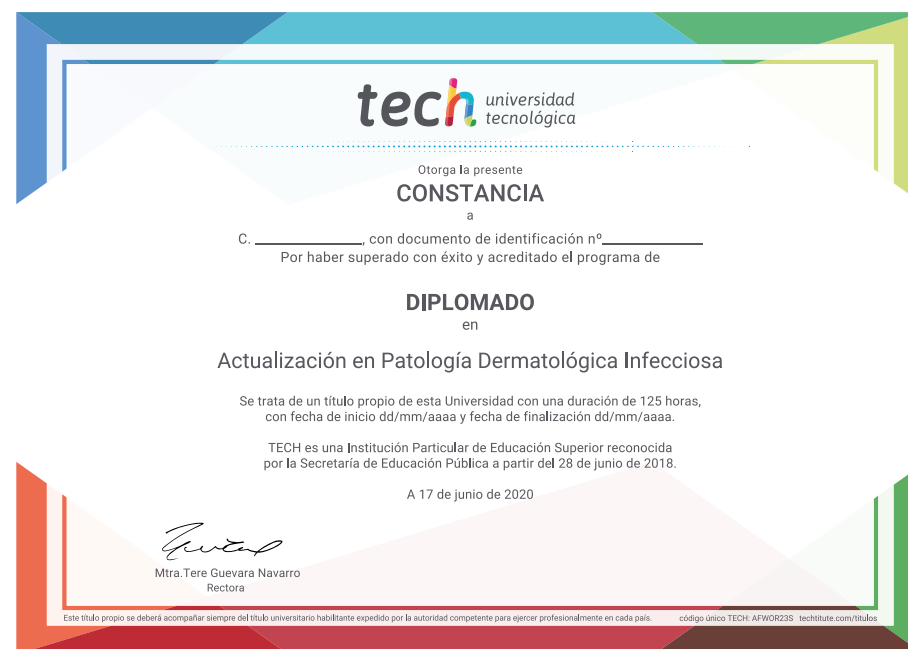 tech universidad
tecnológica
Otorga la presente
CONSTANCIA
a
C. ____________, con documento de identificación nº____________
Por haber superado con éxito y acreditado el programa de
DIPLOMADO
en
Actualización en Patología Dermatológica Infecciosa
Se trata de un título propio de esta Universidad con una duración de 125 horas,
con fecha de inicio dd/mm/aaaa y fecha de finalización dd/mm/aaaa.
TECH es una Institución Particular de Educación Superior reconocida
por la Secretaría de Educación Pública a partir del 28 de junio de 2018.
A 17 de junio de 2020
Mtra.Tere Guevara Navarro
Rectora
Este título propio se deberá acompañar siempre del título universitario habilitante expedido por la autoridad competente para ejercer profesionalmente en cada país. código único TECH: AFWOR23S techtitute.com/titulos